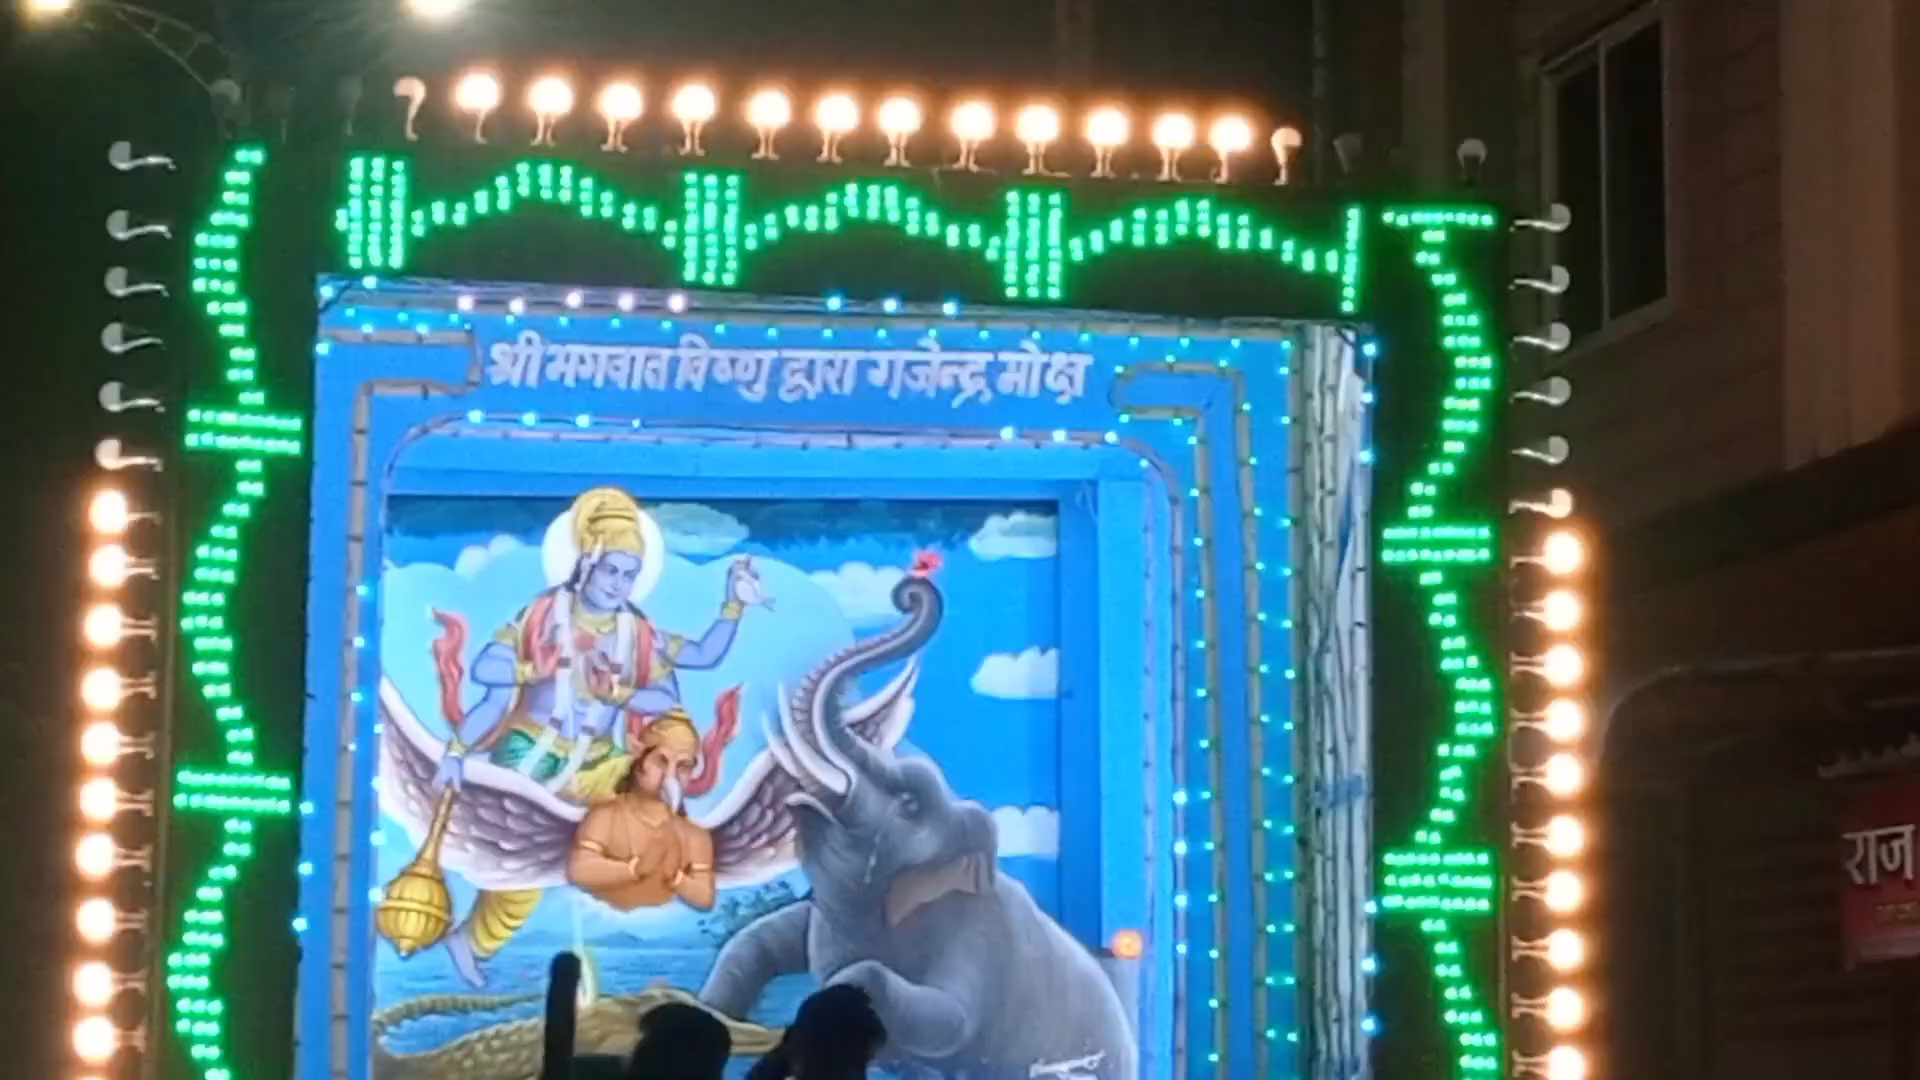 श्री भगवान विष्णु द्वारा गजेन्द्र मोक्ष
राज